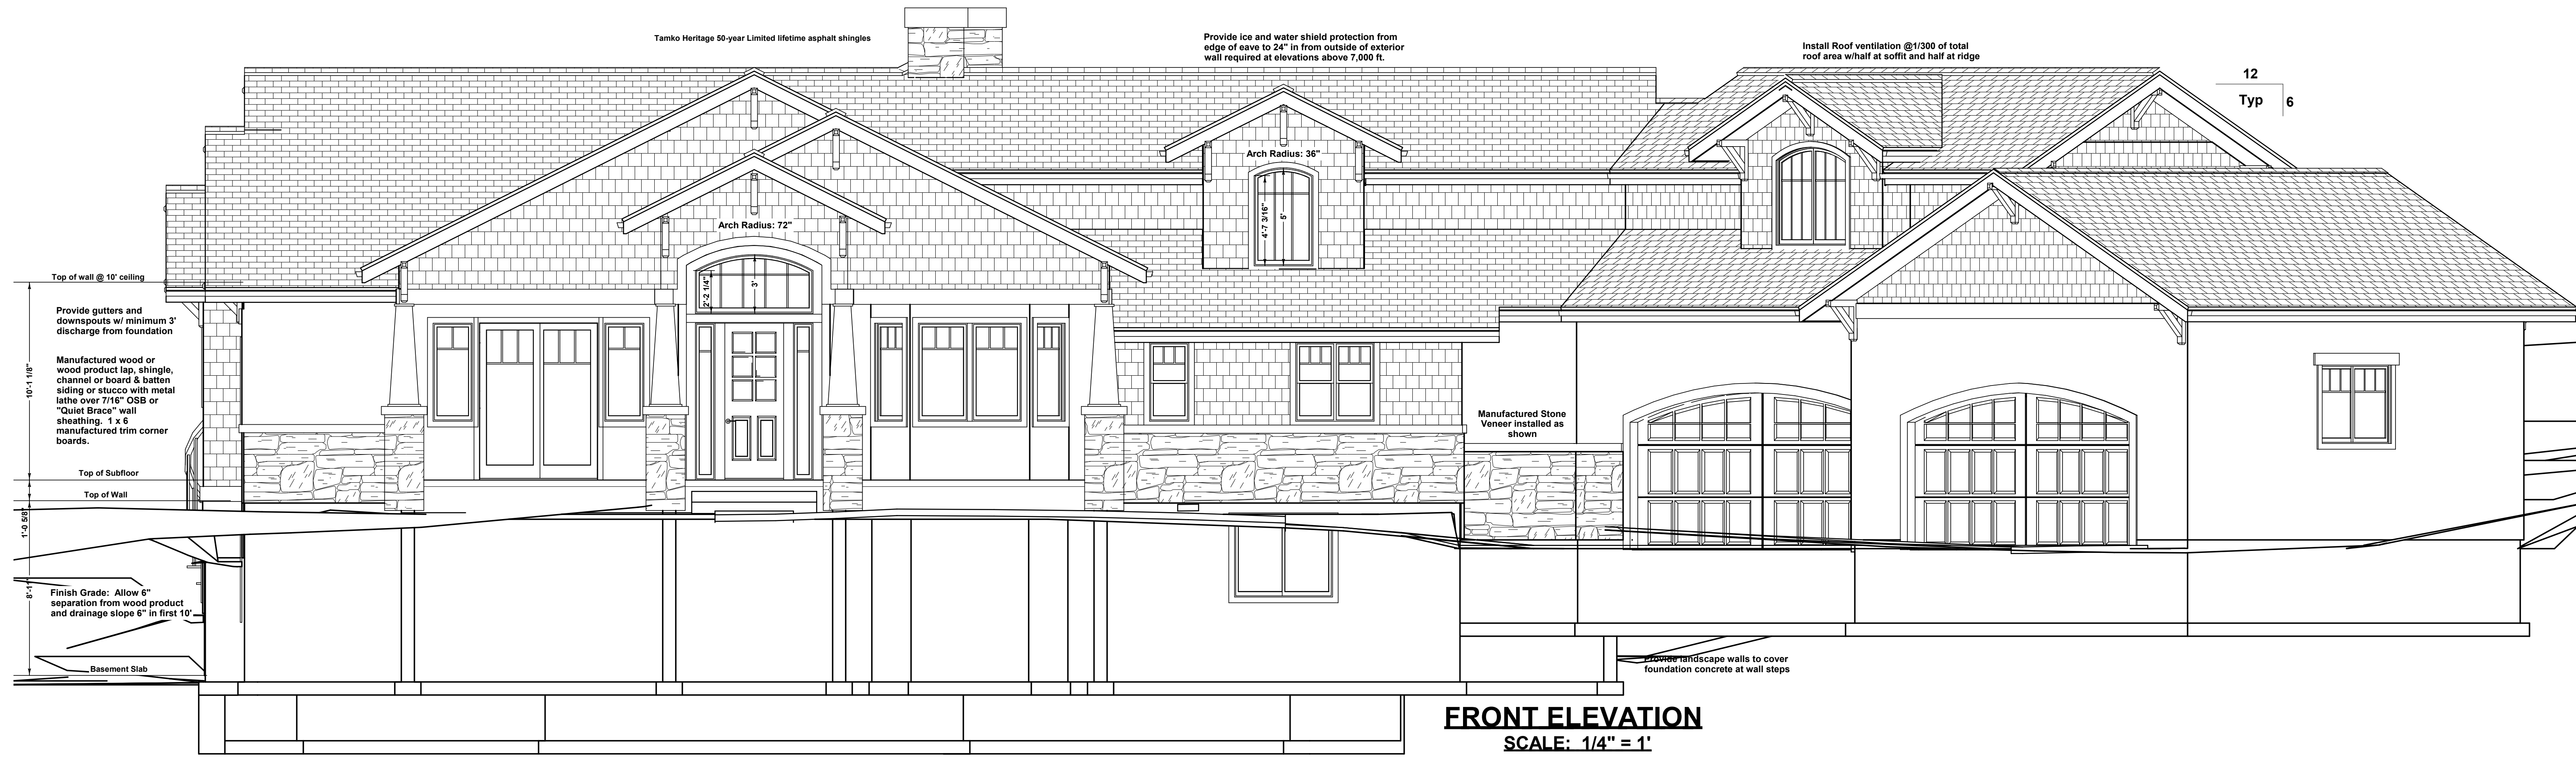 Tamko Heritage 50-year Limited lifetime asphalt shingles
Provide ice and water shield protection from
edge of eave to 24" in from outside of exterior
wall required at elevations above 7,000 ft.
Install Roof ventilation @1/300 of total
roof area w/half at soffit and half at ridge
12
Typ
6
Arch Radius: 36"
4'-7 3/16"
5'
Arch Radius: 72"
2'-2 1/4"
3'
Top of wall @ 10' ceiling
Provide gutters and
downspouts w/ minimum 3'
discharge from foundation
Manufactured wood or
wood product lap, shingle,
channel or board & batten
siding or stucco with metal
lathe over 7/16" OSB or
"Quiet Brace" wall
sheathing. 1 x 6
manufactured trim corner
boards.
10'-1 1/8"
Manufactured Stone
Veneer installed as
shown
Top of Subfloor
Top of Wall
1'-0 5/8"
8'-1"
Finish Grade: Allow 6"
separation from wood product
and drainage slope 6" in first 10'
Basement Slab
Provide landscape walls to cover
foundation concrete at wall steps
FRONT ELEVATION
SCALE: 1/4" = 1'